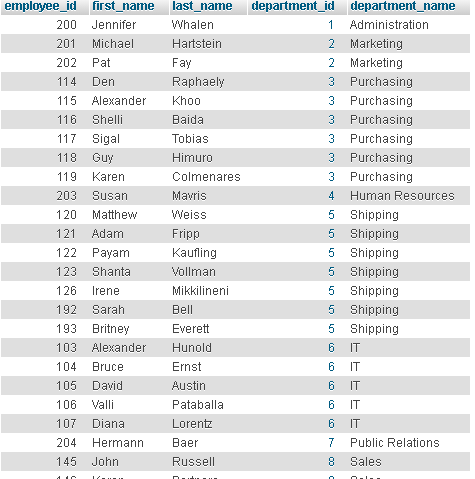 employee_id first_name last_name department_id department_name
200 Jennifer Whalen 1 Administration
201 Michael Hartstein 2 Marketing
202 Pat Fay 2 Marketing
114 Den Raphaely 3 Purchasing
115 Alexander Khoo 3 Purchasing
116 Shelli Baida 3 Purchasing
117 Sigal Tobias 3 Purchasing
118 Guy Himuro 3 Purchasing
119 Karen Colmenares 3 Purchasing
203 Susan Mavris 4 Human Resources
120 Matthew Weiss 5 Shipping
121 Adam Fripp 5 Shipping
122 Payam Kaufling 5 Shipping
123 Shanta Vollman 5 Shipping
126 Irene Mikkilineni 5 Shipping
192 Sarah Bell 5 Shipping
193 Britney Everett 5 Shipping
103 Alexander Hunold 6 IT
104 Bruce Ernst 6 IT
105 David Austin 6 IT
106 Valli Pataballa 6 IT
107 Diana Lorentz 6 IT
204 Hermann Baer 7 Public Relations
145 John Russell 8 Sales